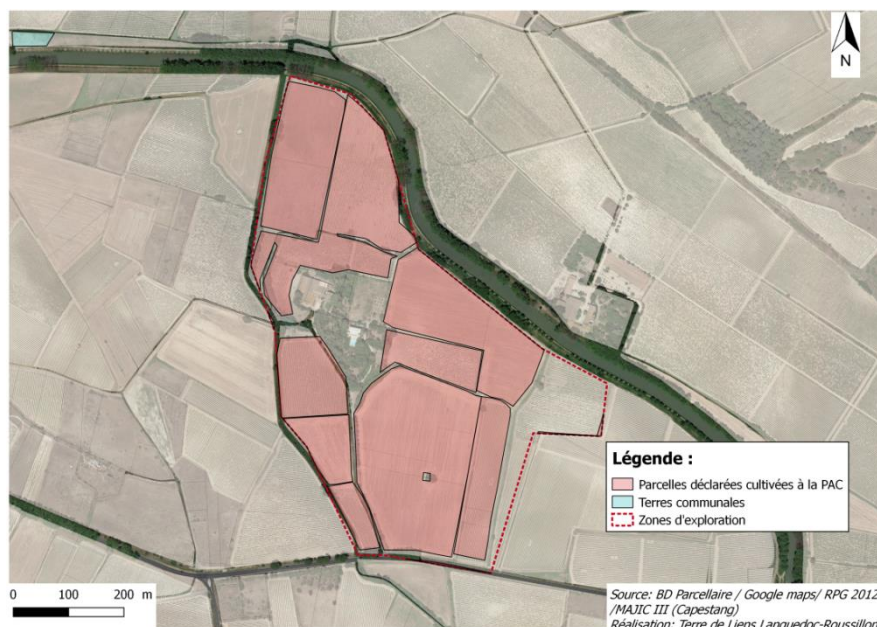 N
Légende :
Parcelles déclarées cultivées à la PAC
Terres communales
Zones d'exploration
0 100 200 m
Source: BD Parcellaire / Google maps/ RPG 2012
/MAJIC III (Capestang)
Réalisation: Terre de Liens Languedoc-Roussillon